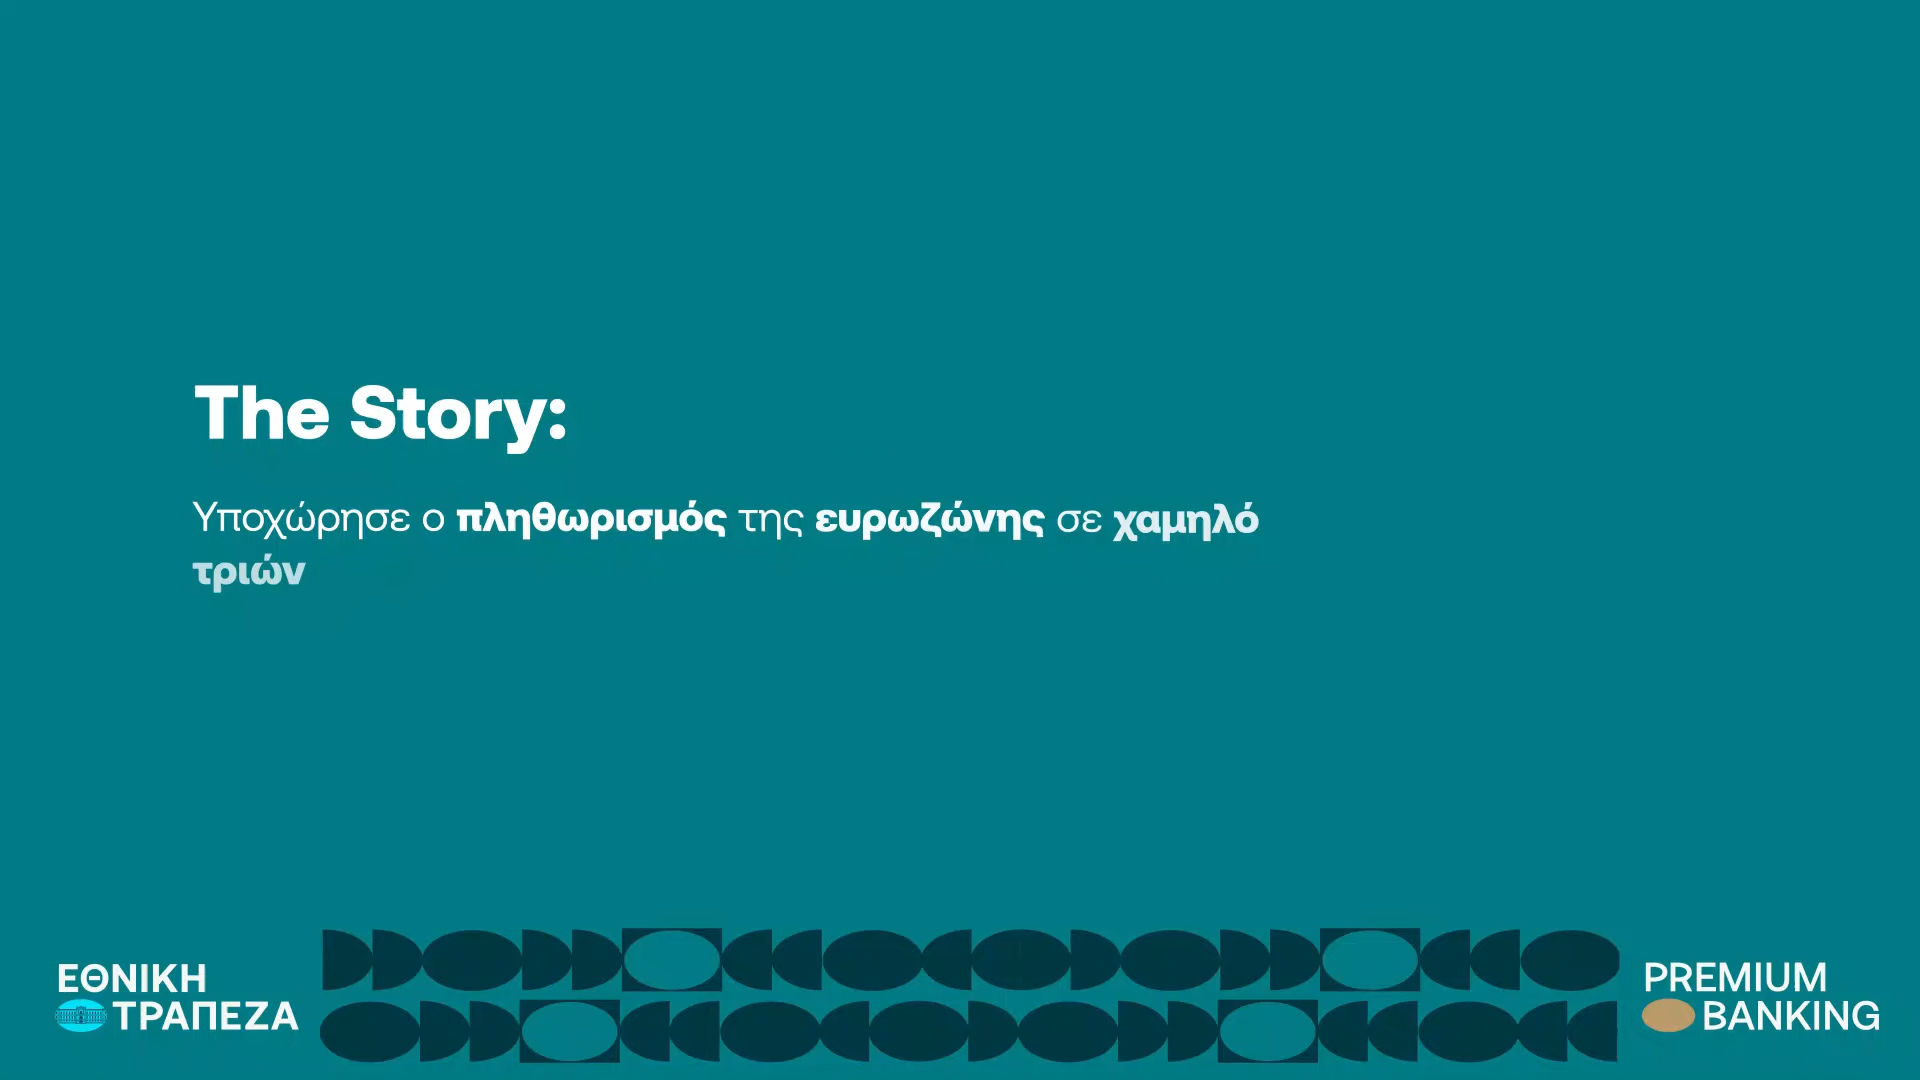 The Story:
Υποχώρησε ο πληθωρισμός της ευρωζώνης σε χαμηλό
τριών
ΕΘΝΙΚΗ
ΤΡΑΠΕΖΑ
PREMIUM
BANKING